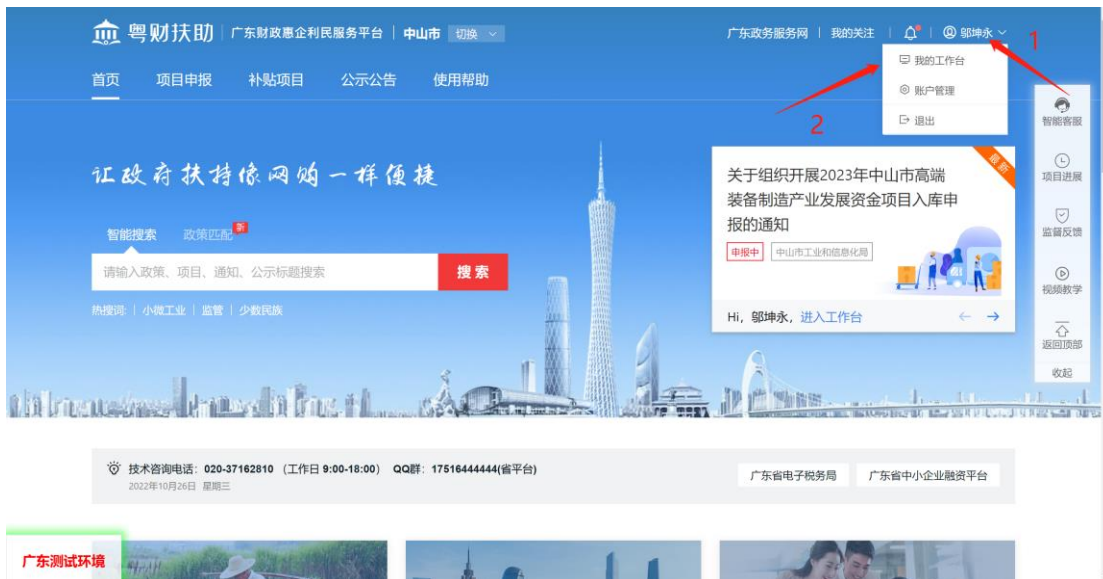 粤财扶助 广东财政惠企利民服务平台 中山市 切换
广东政务服务网 我的关注 邬坤永
1
首页 项目申报 补贴项目 公示公告 使用帮助
我的工作台
账户管理
退出
2
智能客服
项目进展
监督反馈
视频教学
返回顶部
收起
让政府扶持像网购一样便捷
智能搜索 政策匹配 新
请输入政策、项目、通知、公示标题搜索 搜索
热搜词: 小微工业 监管 少数民族
最新
关于组织开展2023年中山市高端
装备制造产业发展资金项目入库申
报的通知
申报中 中山市工业和信息化局
Hi，邬坤永，进入工作台
技术咨询电话：020-37162810 （工作日 9:00-18:00） QQ群：17516444444(省平台)
2022年10月26日 星期三
广东省电子税务局 广东省中小企业融资平台
广东测试环境